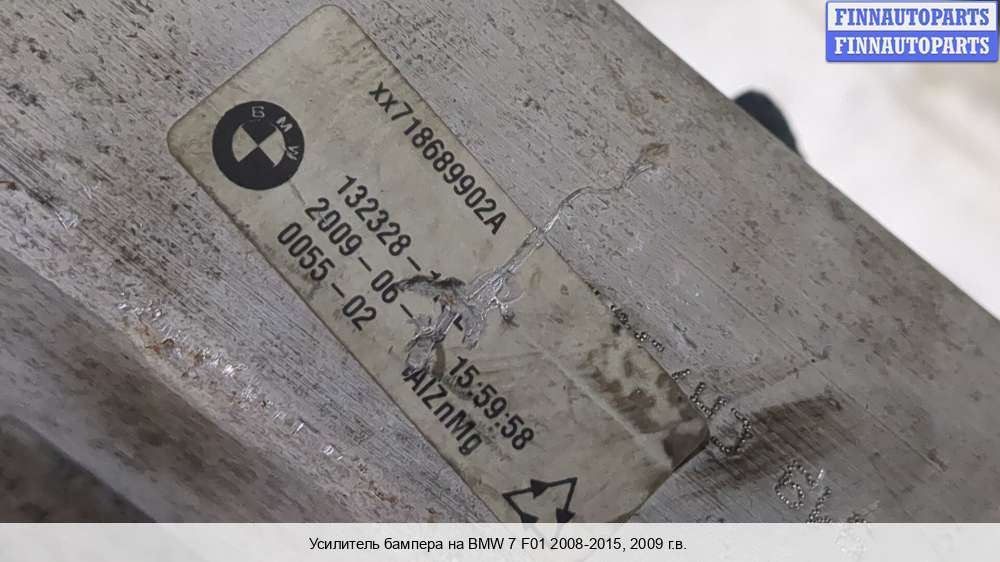 FINNAUTOPARTS
FINNAUTOPARTS
БMW
xx718689902A
132328-
2009-06-
15:59:58
0055-02
AlZnMg
Усилитель бампера на BMW 7 F01 2008-2015, 2009 г.в.